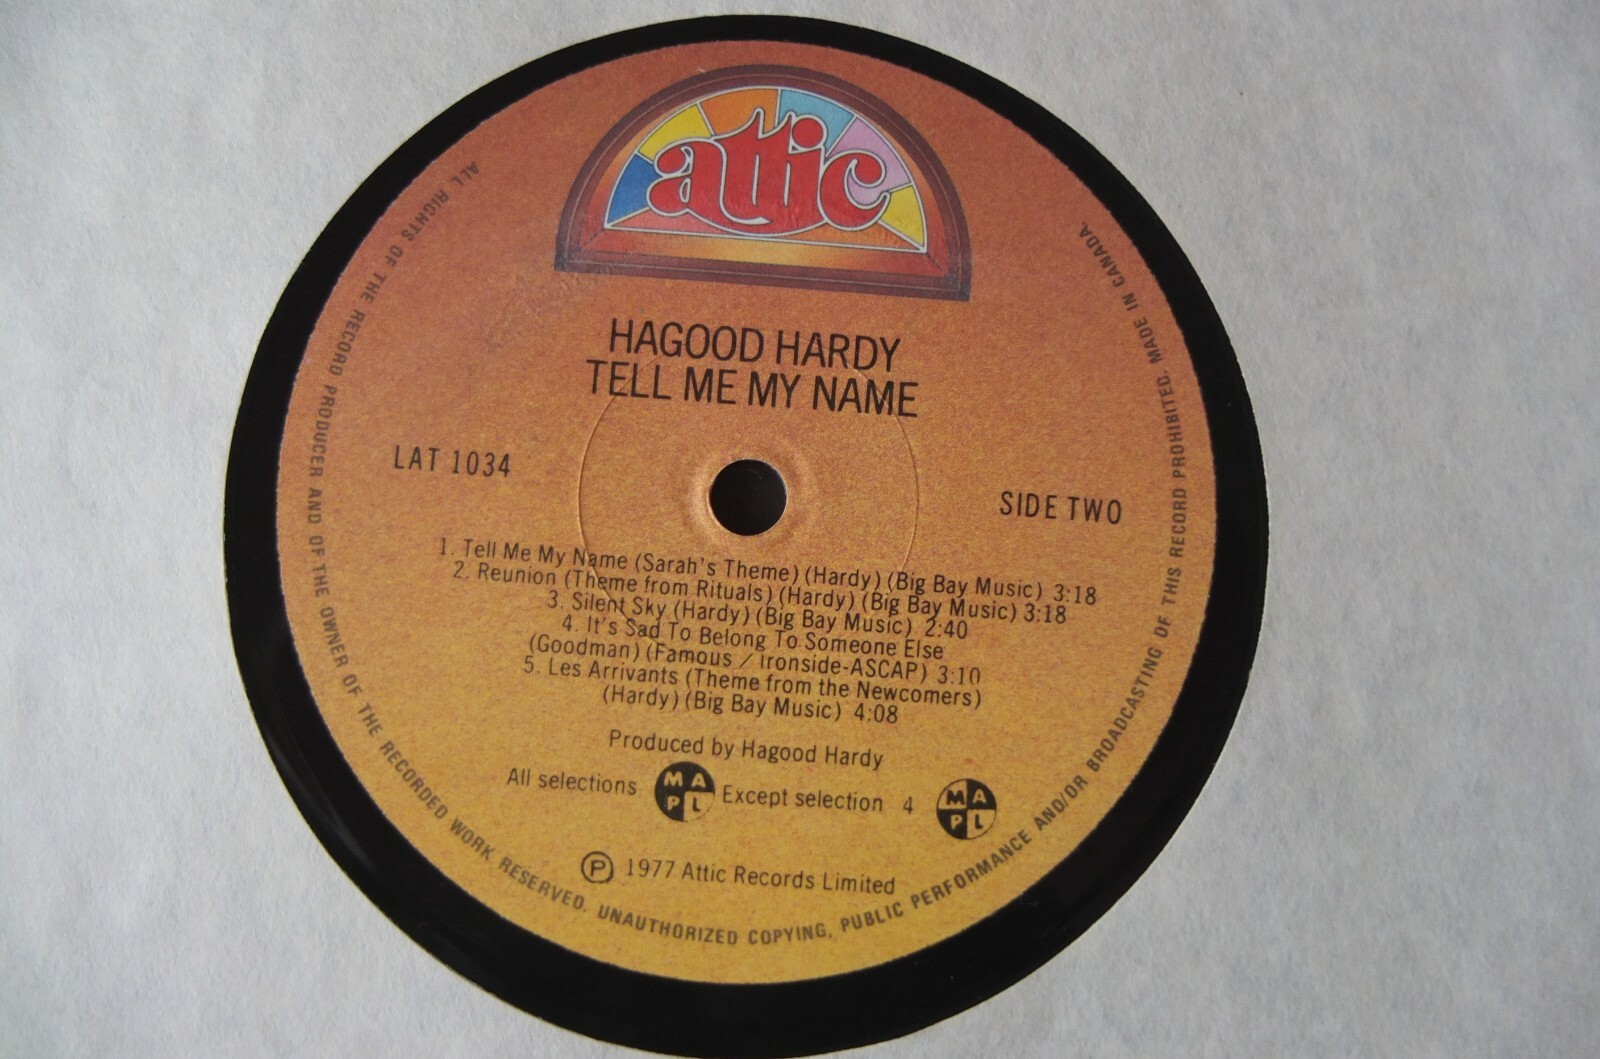 attic
HAGOOD HARDY
TELL ME MY NAME
LAT 1034
SIDE TWO
1. Tell Me My Name (Sarah's Theme) (Hardy) (Big Bay Music) 3:18
2. Reunion (Theme from Rituals) (Hardy) (Big Bay Music) 3:18
3. Silent Sky (Hardy) (Big Bay Music) 2:40
4. It's Sad To Belong To Someone Else
(Goodman) (Famous / Ironside-ASCAP) 3:10
5. Les Arrivants (Theme from the Newcomers)
(Hardy) (Big Bay Music) 4:08
Produced by Hagood Hardy
All selections MAPL Except selection 4 MAPL
Ⓟ 1977 Attic Records Limited
ALL RIGHTS OF THE RECORD PRODUCER AND OF THE OWNER OF THE RECORDED WORK RESERVED. UNAUTHORIZED COPYING, PUBLIC PERFORMANCE AND/OR BROADCASTING OF THIS RECORD PROHIBITED. MADE IN CANADA.